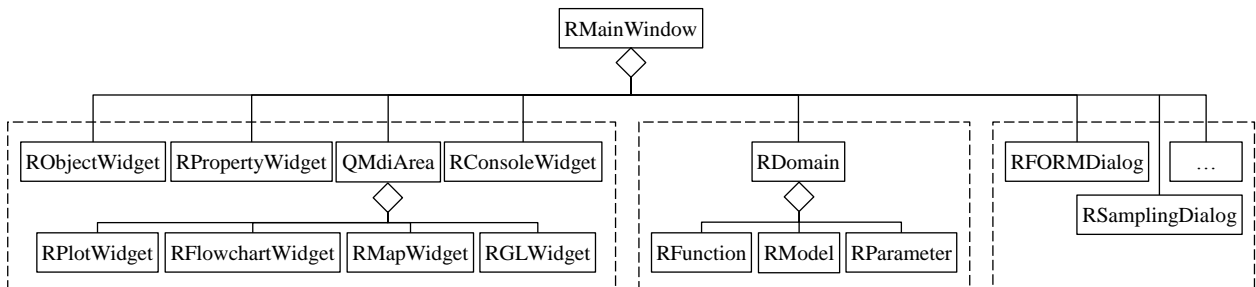 RMainWindow
RObjectWidget RPropertyWidget QMdiArea RConsoleWidget RDomain RFORMDialog …
RSamplingDialog
RPlotWidget RFlowchartWidget RMapWidget RGLWidget RFunction RModel RParameter